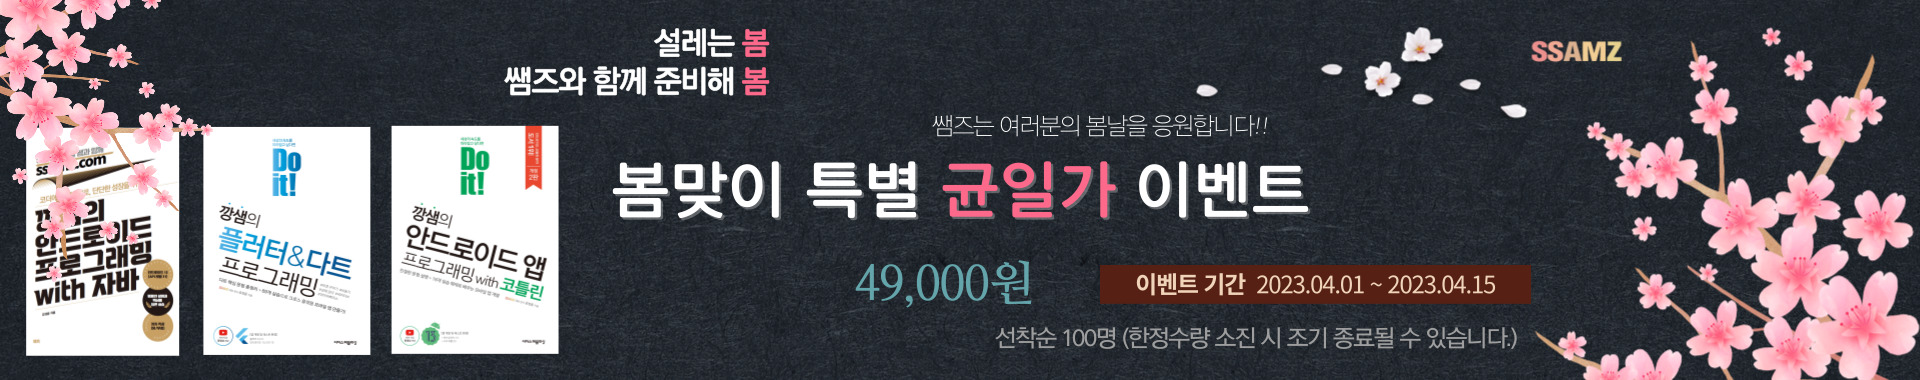 설레는 봄
쌤즈와 함께 준비해 봄
SSAMZ
쌤즈는 여러분의 봄날을 응원합니다!!
봄맞이 특별 균일가 이벤트
49,000원
이벤트 기간 2023.04.01 ~ 2023.04.15
선착순 100명 (한정수량 소진 시 조기 종료될 수 있습니다.)
.com
안드로이드
프로그래밍
with 자바
Do
it!
깡샘의
플러터&다트
프로그래밍
Do
it!
깡샘의
안드로이드 앱
프로그래밍 with 코틀린